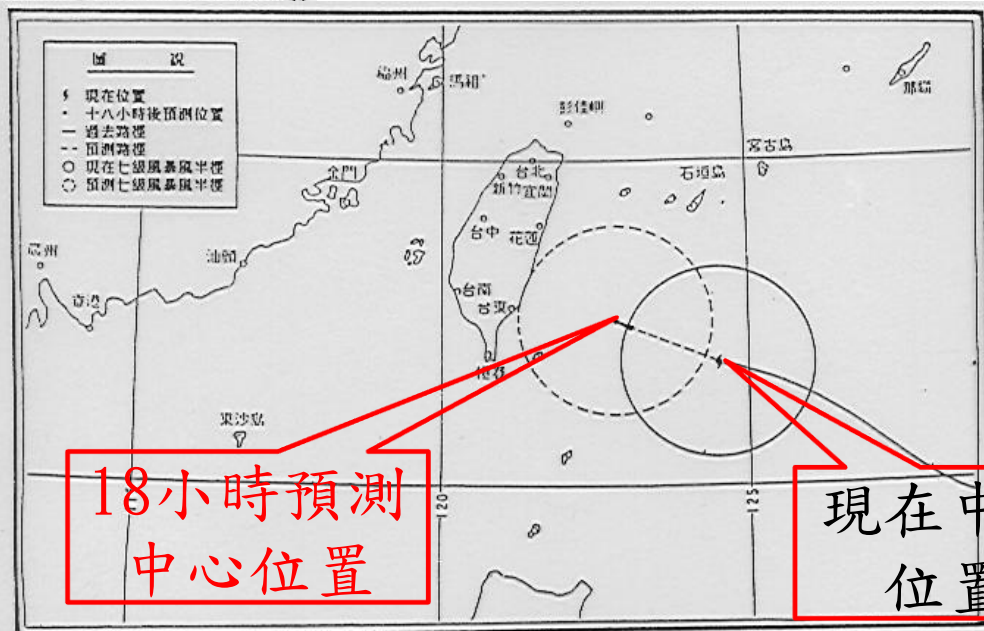 圖 說
現在位置
十八小時後預測位置
過去路徑
預測路徑
現在七級風暴風半徑
預測七級風暴風半徑
福州
馬祖
那霸
彭佳嶼
宮古島
金門
台北
新竹
宜蘭
石垣島
台中
花蓮
廣州
汕頭
香港
台南
台東
恆春
東沙島
18小時預測
中心位置
現在中
位置
120
125